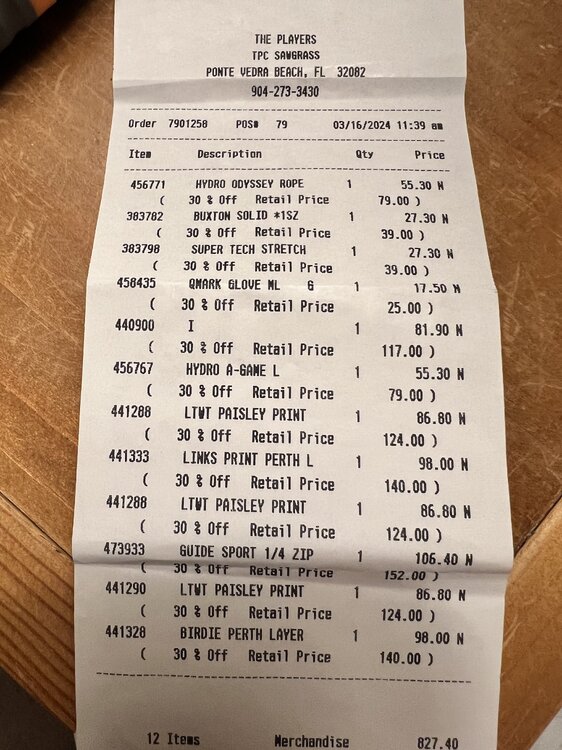 THE PLAYERS
TPC SAWGRASS
PONTE VEDRA BEACH, FL 32082
904-273-3430
Order 7901258 POS# 79 03/16/2024 11:39 am
Item Description Qty Price
456771 HYDRO ODYSSEY ROPE 1 55.30 N
( 30 % Off Retail Price 79.00 )
383782 BUXTON SOLID *1SZ 1 27.30 N
( 30 % Off Retail Price 39.00 )
383798 SUPER TECH STRETCH 1 27.30 N
( 30 % Off Retail Price 39.00 )
458435 QMARK GLOVE ML G 1 17.50 N
( 30 % Off Retail Price 25.00 )
440900 I 1 81.90 N
( 30 % Off Retail Price 117.00 )
456767 HYDRO A-GAME L 1 55.30 N
( 30 % Off Retail Price 79.00 )
441288 LTWT PAISLEY PRINT 1 86.80 N
( 30 % Off Retail Price 124.00 )
441333 LINKS PRINT PERTH L 1 98.00 N
( 30 % Off Retail Price 140.00 )
441288 LTWT PAISLEY PRINT 1 86.80 N
( 30 % Off Retail Price 124.00 )
473933 GUIDE SPORT 1/4 ZIP 1 106.40 N
( 30 % Off Retail Price 152.00 )
441290 LTWT PAISLEY PRINT 1 86.80 N
( 30 % Off Retail Price 124.00 )
441328 BIRDIE PERTH LAYER 1 98.00 N
( 30 % Off Retail Price 140.00 )
12 Items Merchandise 827.40